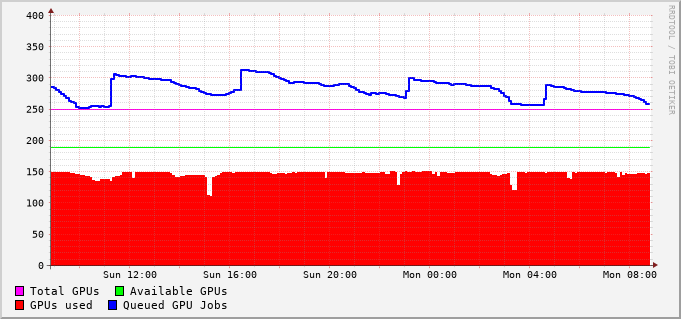 400
350
300
250
200
150
100
50
0
Sun 12:00 Sun 16:00 Sun 20:00 Mon 00:00 Mon 04:00 Mon 08:00
RRDTOOL / TOBI OETIKER
Total GPUs Available GPUs
GPUs used Queued GPU Jobs